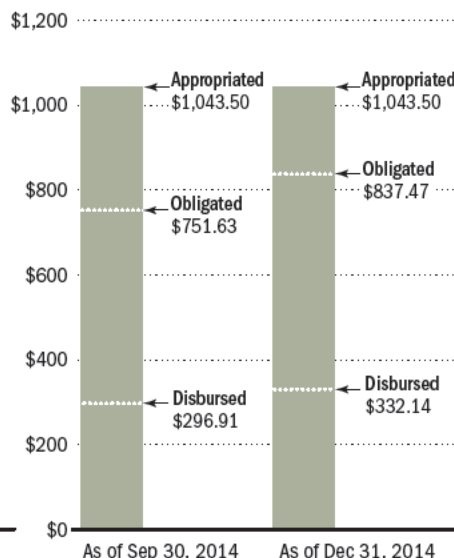 $1,200
$1,000
$800
$600
$400
$200
$0
Appropriated
$1,043.50
Obligated
$751.63
Disbursed
$296.91
As of Sep 30, 2014
Appropriated
$1,043.50
Obligated
$837.47
Disbursed
$332.14
As of Dec 31, 2014